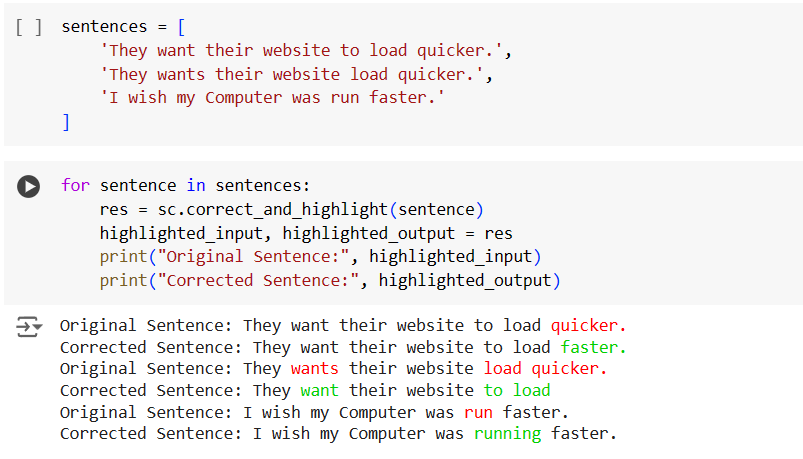 [ ] sentences = [
'They want their website to load quicker.',
'They wants their website load quicker.',
'I wish my Computer was run faster.'
]
for sentence in sentences:
res = sc.correct_and_highlight(sentence)
highlighted_input, highlighted_output = res
print("Original Sentence:", highlighted_input)
print("Corrected Sentence:", highlighted_output)
Original Sentence: They want their website to load quicker.
Corrected Sentence: They want their website to load faster.
Original Sentence: They wants their website load quicker.
Corrected Sentence: They want their website to load
Original Sentence: I wish my Computer was run faster.
Corrected Sentence: I wish my Computer was running faster.